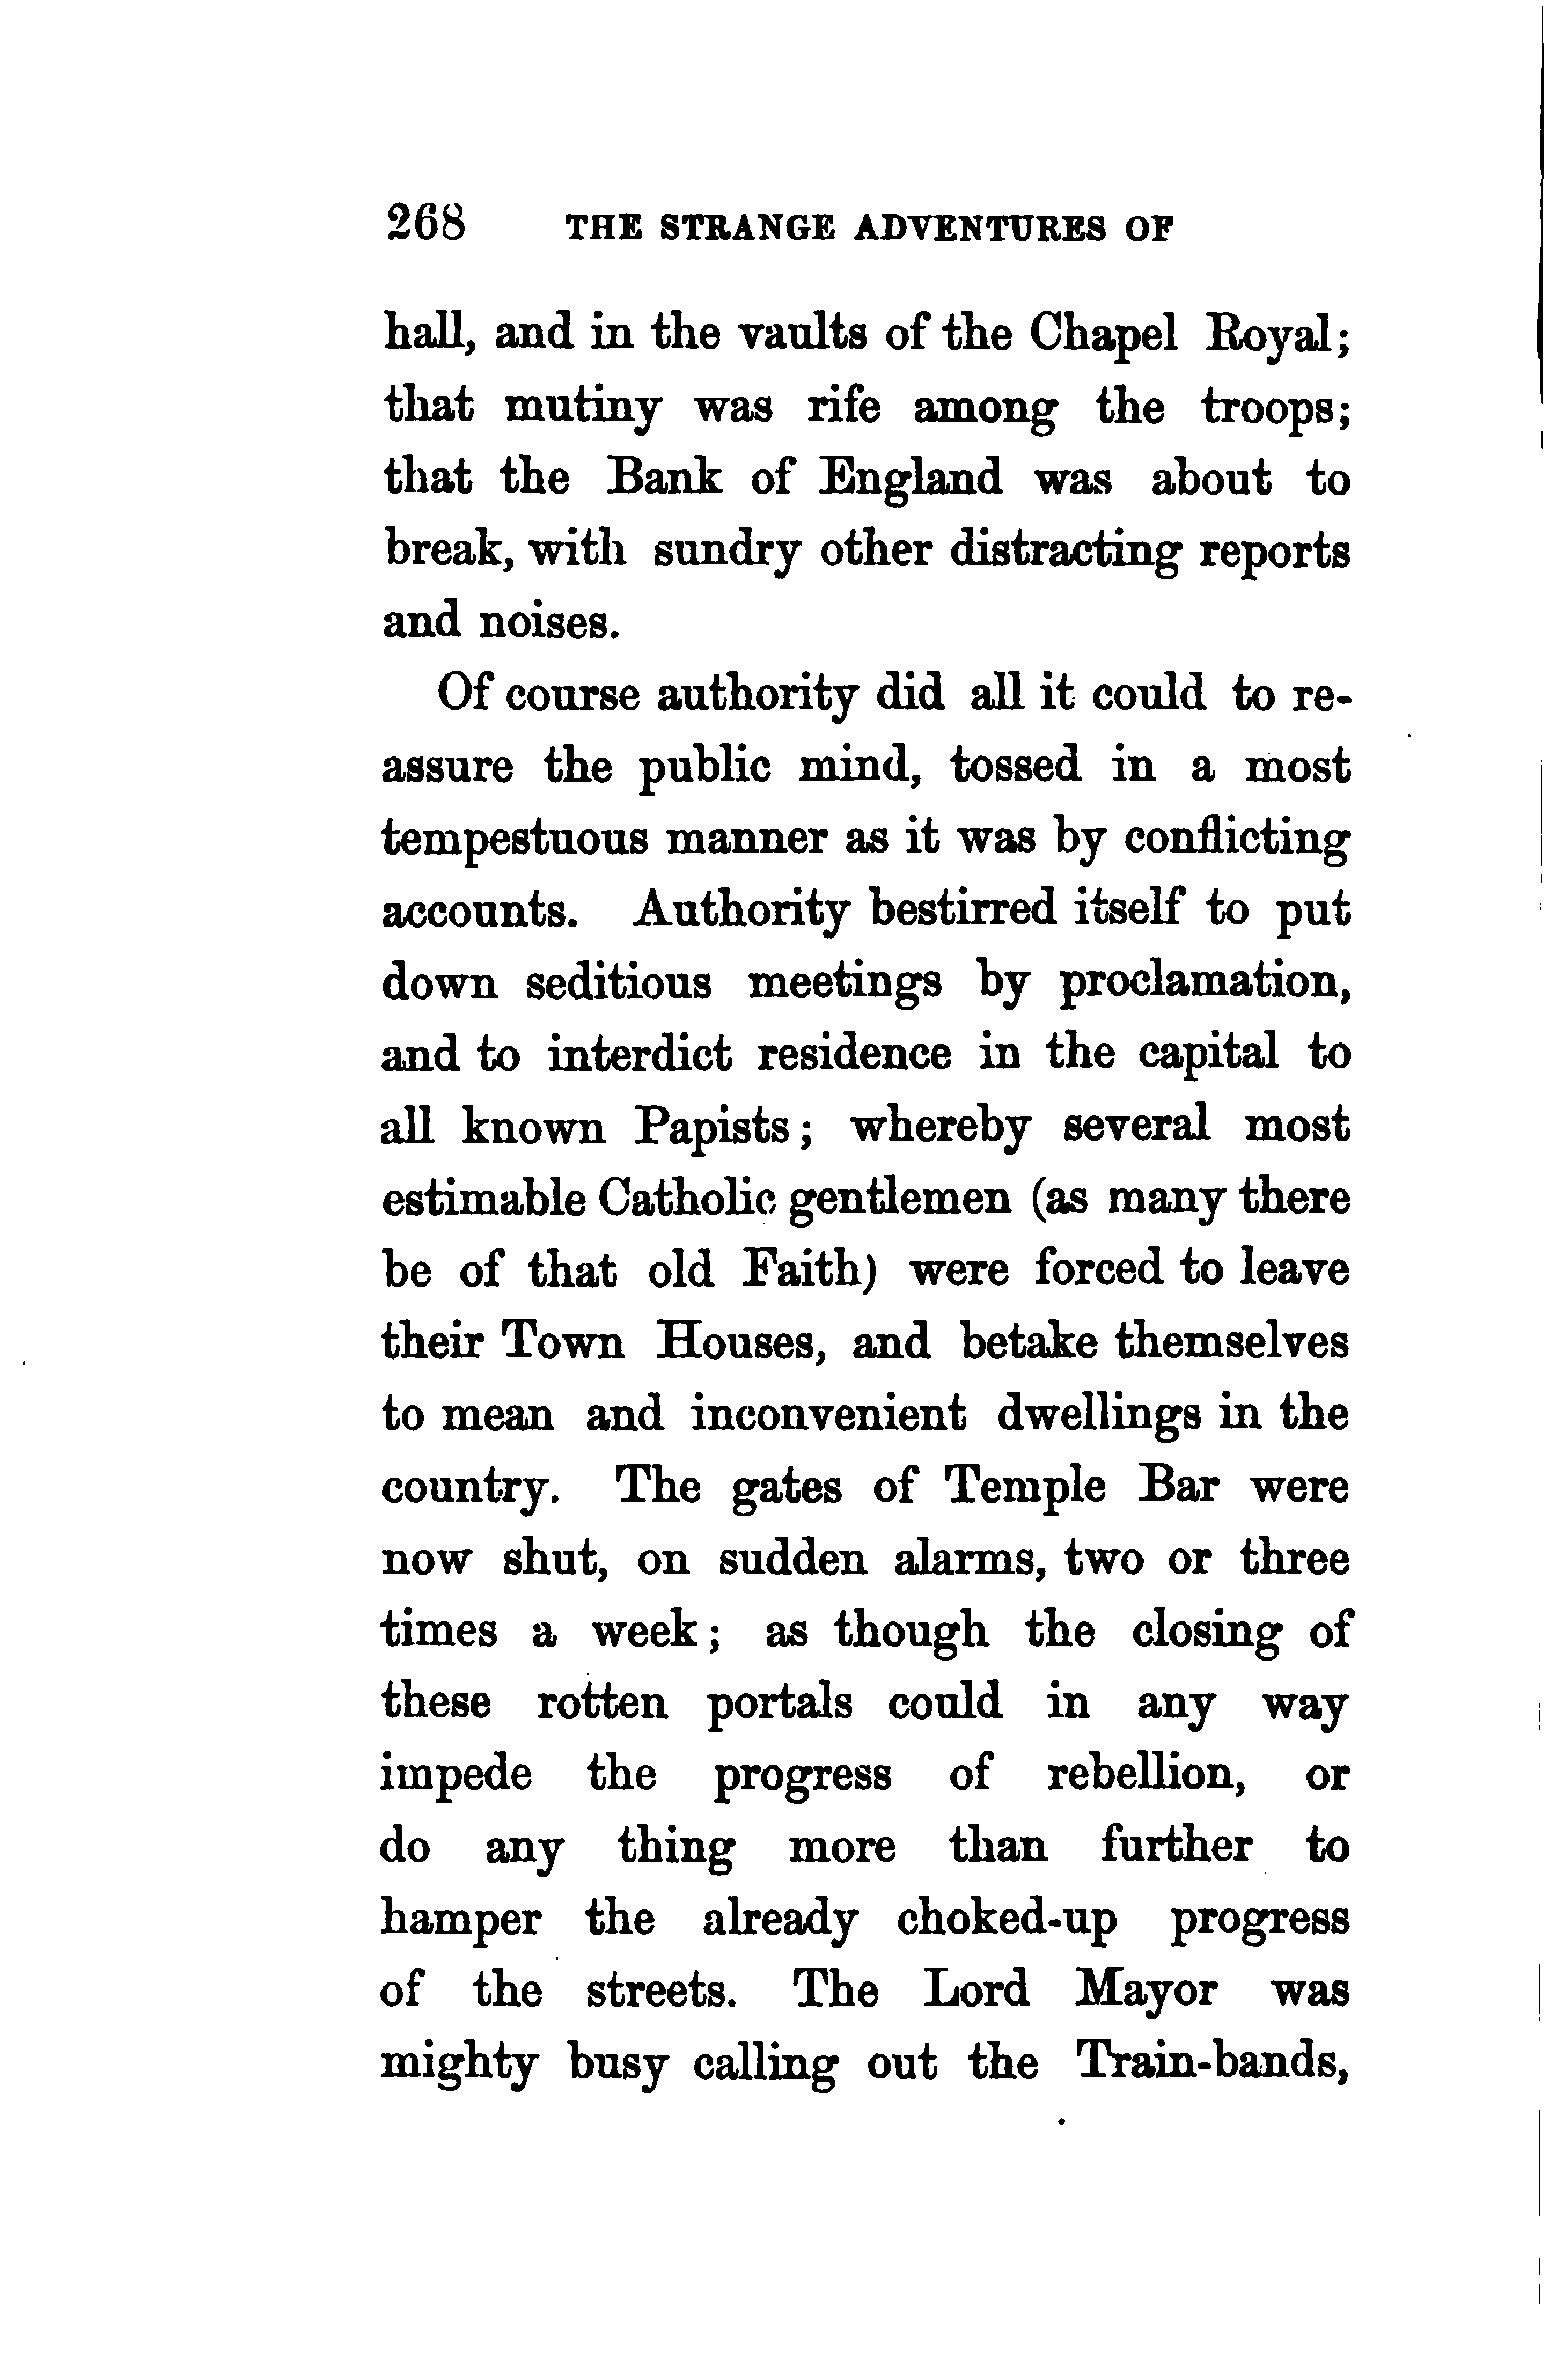 268 THE STRANGE ADVENTURES OF
hall, and in the vaults of the Chapel Royal;
that mutiny was rife among the troops;
that the Bank of England was about to
break, with sundry other distracting reports
and noises.
Of course authority did all it could to re-
assure the public mind, tossed in a most
tempestuous manner as it was by conflicting
accounts. Authority bestirred itself to put
down seditious meetings by proclamation,
and to interdict residence in the capital to
all known Papists; whereby several most
estimable Catholic gentlemen (as many there
be of that old Faith) were forced to leave
their Town Houses, and betake themselves
to mean and inconvenient dwellings in the
country. The gates of Temple Bar were
now shut, on sudden alarms, two or three
times a week; as though the closing of
these rotten portals could in any way
impede the progress of rebellion, or
do any thing more than further to
hamper the already choked-up progress
of the streets. The Lord Mayor was
mighty busy calling out the Train-bands,